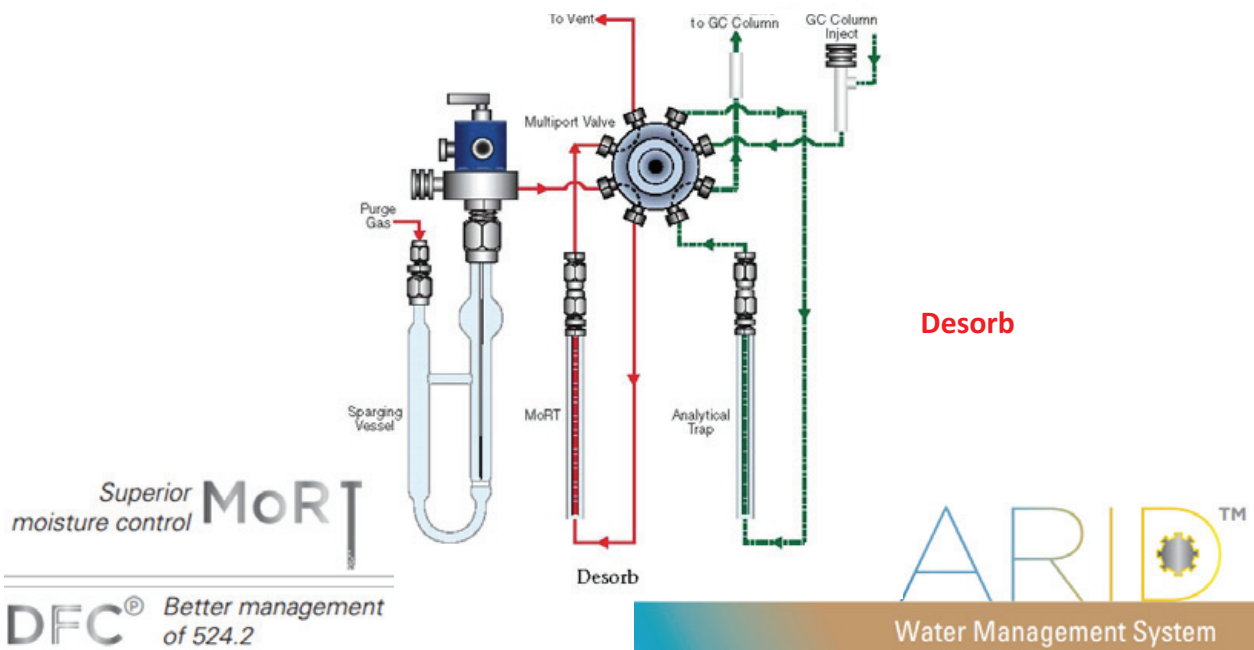 To Vent
to GC Column
GC Column
Inject
Multiport Valve
Purge
Gas
Desorb
Sparging
Vessel
MoRT
Analytical
Trap
Superior
moisture control
MoRT
Desorb
ARID™
DFC®
Better management
of 524.2
Water Management System